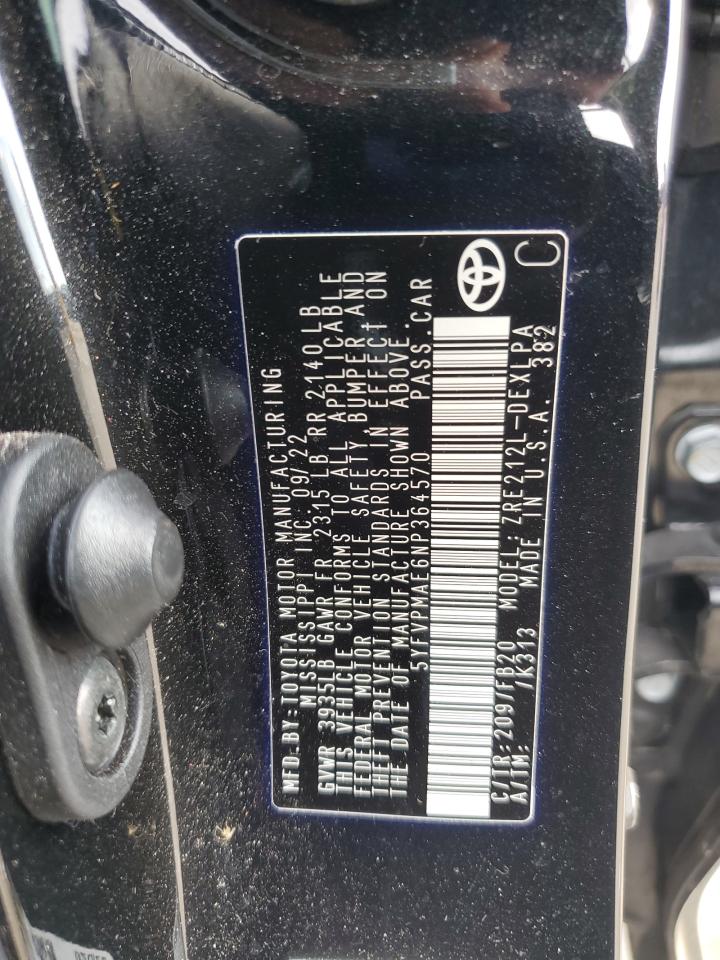 MFD.BY:TOYOTA MOTOR MANUFACTURING
MISSISSIPPI INC. 09/22
GVWR 3935LB GAWR FR 2315 LB RR 2140LB
THIS VEHICLE CONFORMS TO ALL APPLICABLE
FEDERAL MOTOR VEHICLE SAFETY BUMPER AND
THEFT PREVENTION STANDARDS IN EFFECT ON
THE DATE OF MANUFACTURE SHOWN ABOVE.
5YFVPMAE6NP364570 PASS.CAR
C/TR:209/FB20 MODEL:ZRE212L-DEXLPA
A/TM: /K313 MADE IN U.S.A. 382
C